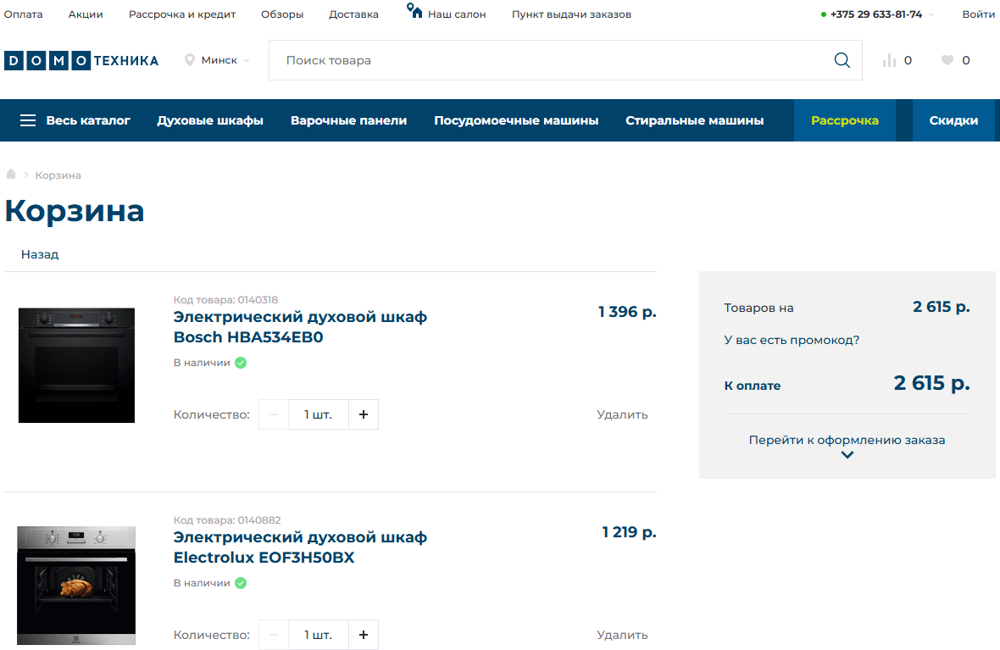 Оплата Акции Рассрочка и кредит Обзоры Доставка Наш салон Пункт выдачи заказов +375 29 633-81-74 Войти
DOMO ТЕХНИКА Минск Поиск товара 0 0
Весь каталог Духовые шкафы Варочные панели Посудомоечные машины Стиральные машины Рассрочка Скидки
Корзина
Корзина
Назад
Код товара: 0140318
Электрический духовой шкаф
Bosch HBA534EB0
1 396 р.
В наличии
Количество: − 1 шт. + Удалить
Товаров на 2 615 р.
У вас есть промокод?
К оплате 2 615 р.
Перейти к оформлению заказа
Код товара: 0140882
Электрический духовой шкаф
Electrolux EOF3H50BX
1 219 р.
В наличии
Количество: − 1 шт. + Удалить